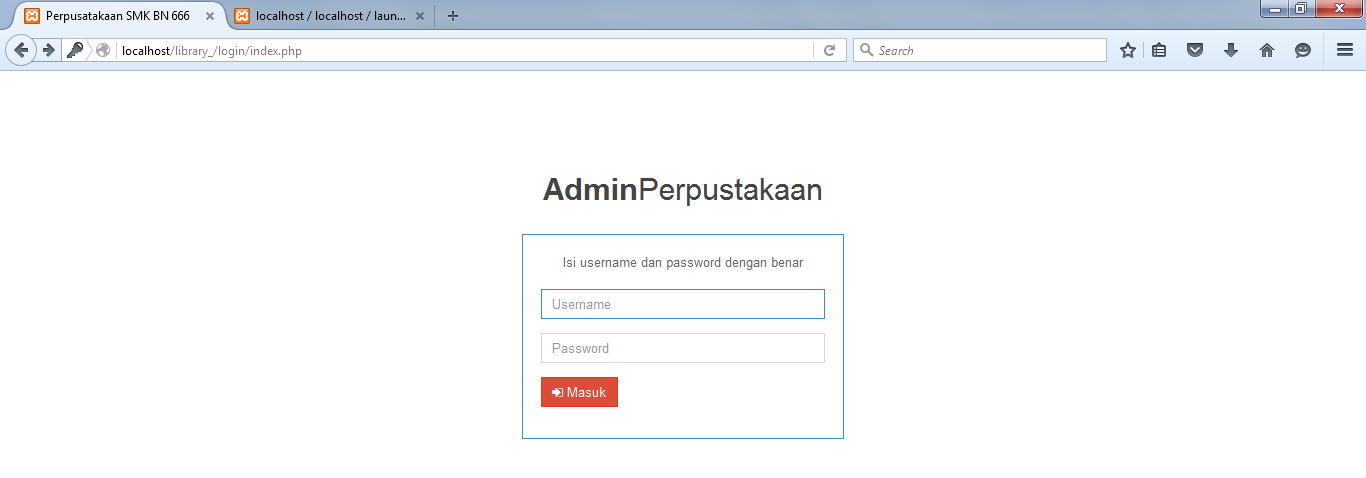 Perpusatakaan SMK BN 666
localhost / localhost / laun...
localhost/library_/login/index.php
Search
AdminPerpustakaan
Isi username dan password dengan benar
Username
Password
Masuk